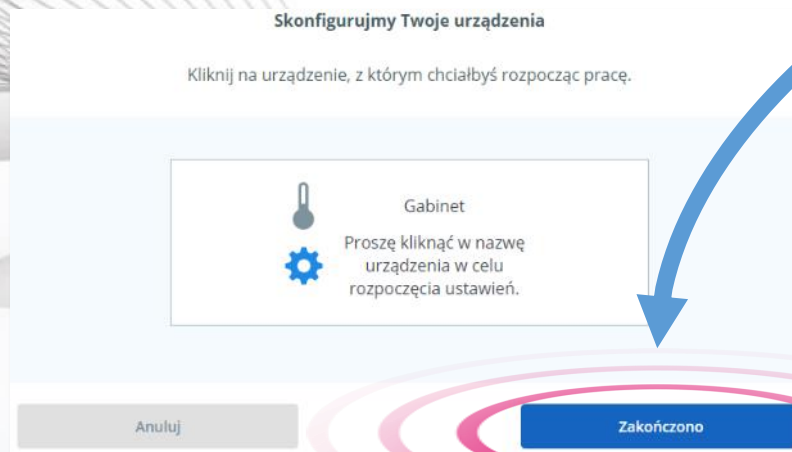 Skonfigurujmy Twoje urządzenia
Kliknij na urządzenie, z którym chciałbyś rozpocząc pracę.
Gabinet
Proszę kliknąć w nazwę
urządzenia w celu
rozpoczęcia ustawień.
Anuluj
Zakończono